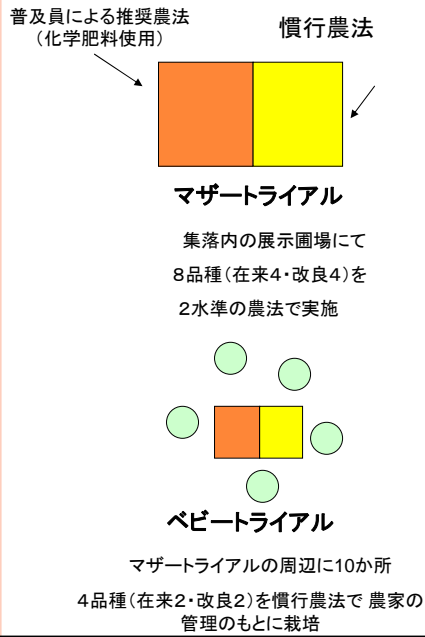 普及員による推奨農法
（化学肥料使用）
慣行農法
マザートライアル
集落内の展示圃場にて
8品種（在来4・改良4）を
2水準の農法で実施
ベビートライアル
マザートライアルの周辺に10か所
4品種（在来2・改良2）を慣行農法で 農家の
管理のもとに栽培